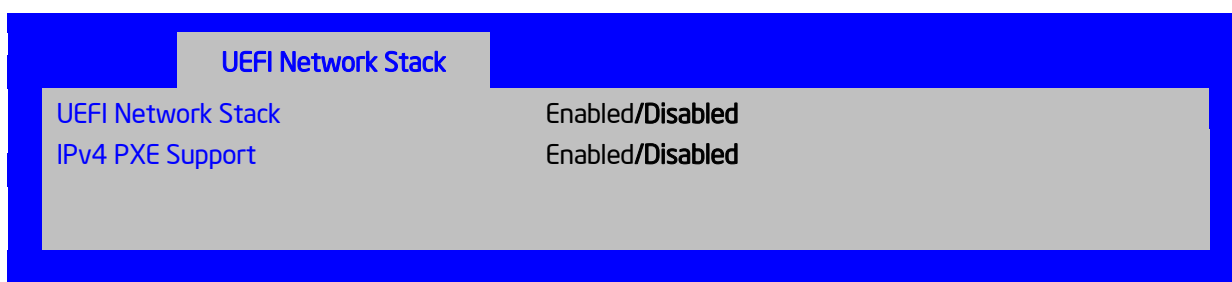 UEFI Network Stack
UEFI Network Stack Enabled/Disabled
IPv4 PXE Support Enabled/Disabled